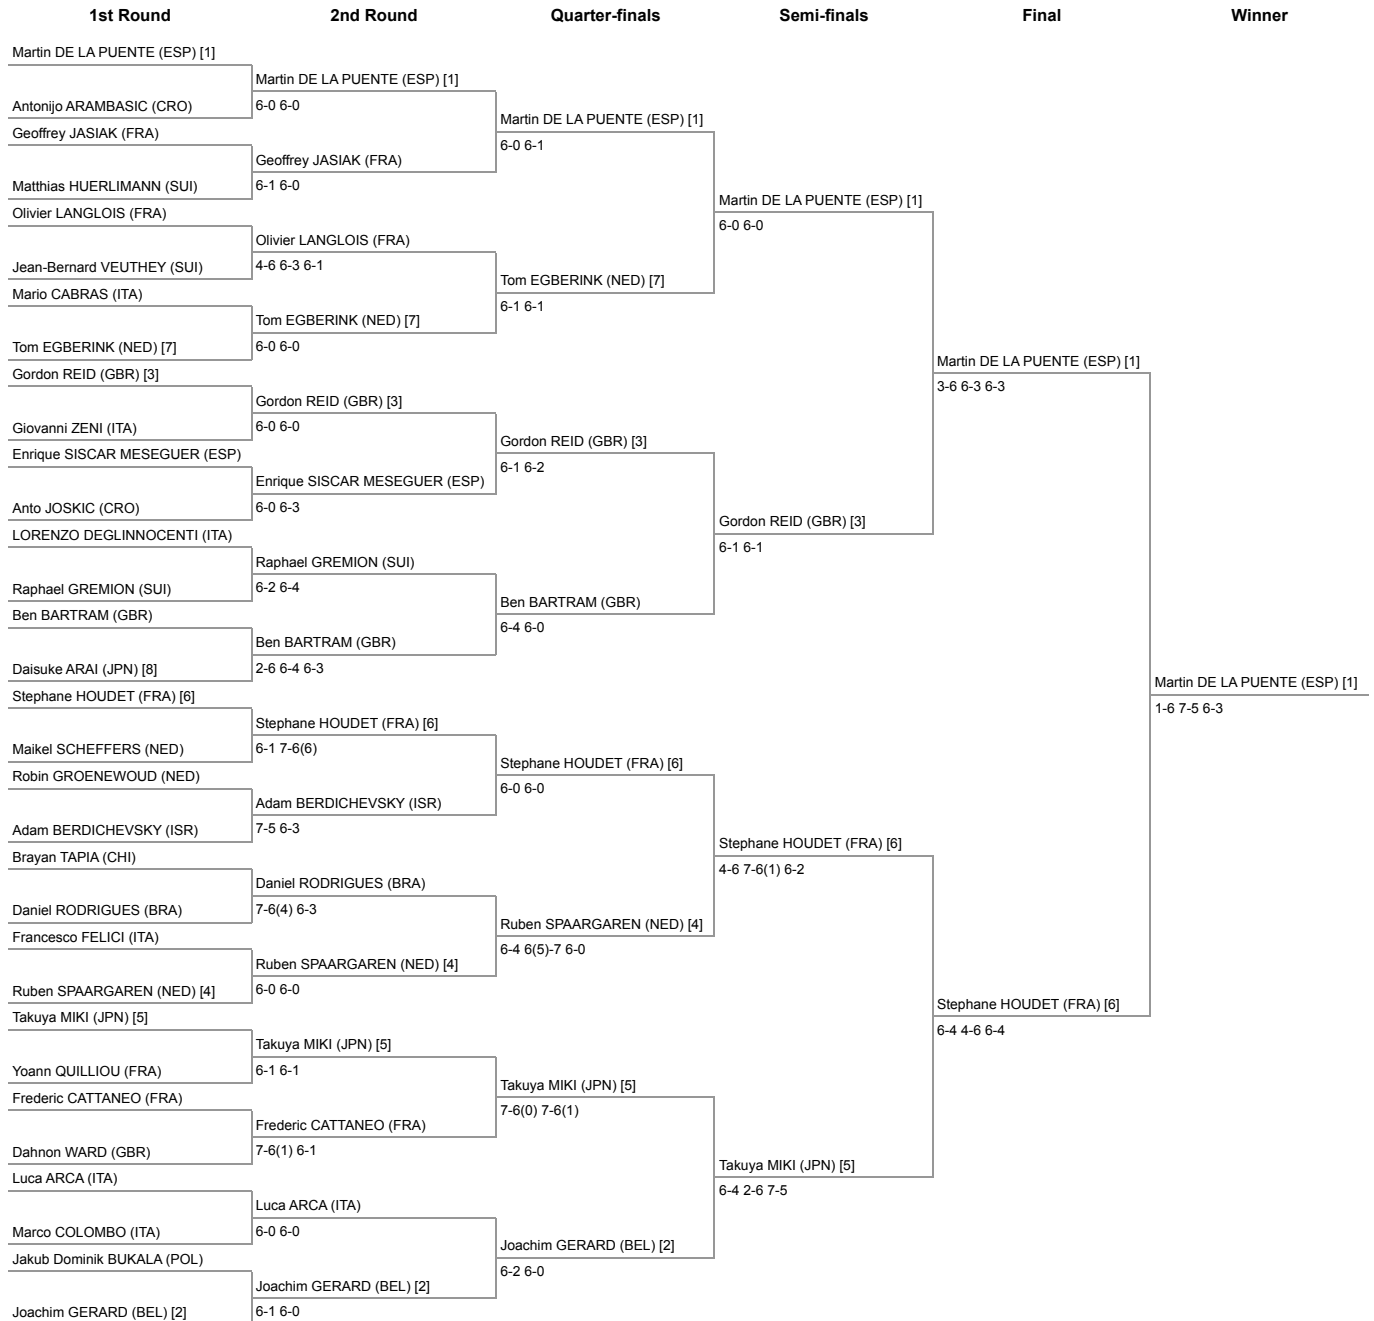 1st Round 2nd Round Quarter-finals Semi-finals Final Winner
Martin DE LA PUENTE (ESP) [1]
Martin DE LA PUENTE (ESP) [1]
Antonijo ARAMBASIC (CRO) 6-0 6-0
Martin DE LA PUENTE (ESP) [1]
Geoffrey JASIAK (FRA)
6-0 6-1
Geoffrey JASIAK (FRA)
Matthias HUERLIMANN (SUI) 6-1 6-0
Martin DE LA PUENTE (ESP) [1]
Olivier LANGLOIS (FRA)
6-0 6-0
Olivier LANGLOIS (FRA)
Jean-Bernard VEUTHEY (SUI) 4-6 6-3 6-1
Tom EGBERINK (NED) [7]
Mario CABRAS (ITA)
6-1 6-1
Tom EGBERINK (NED) [7]
Tom EGBERINK (NED) [7] 6-0 6-0
Martin DE LA PUENTE (ESP) [1]
Gordon REID (GBR) [3]
3-6 6-3 6-3
Gordon REID (GBR) [3]
Giovanni ZENI (ITA) 6-0 6-0
Gordon REID (GBR) [3]
Enrique SISCAR MESEGUER (ESP)
6-1 6-2
Enrique SISCAR MESEGUER (ESP)
Anto JOSKIC (CRO) 6-0 6-3
Gordon REID (GBR) [3]
LORENZO DEGLINNOCENTI (ITA)
6-1 6-1
Raphael GREMION (SUI)
Raphael GREMION (SUI) 6-2 6-4
Ben BARTRAM (GBR)
Ben BARTRAM (GBR)
6-4 6-0
Ben BARTRAM (GBR)
Daisuke ARAI (JPN) [8] 2-6 6-4 6-3
Martin DE LA PUENTE (ESP) [1]
Stephane HOUDET (FRA) [6]
1-6 7-5 6-3
Stephane HOUDET (FRA) [6]
Maikel SCHEFFERS (NED) 6-1 7-6(6)
Stephane HOUDET (FRA) [6]
Robin GROENEWOUD (NED)
6-0 6-0
Adam BERDICHEVSKY (ISR)
Adam BERDICHEVSKY (ISR) 7-5 6-3
Stephane HOUDET (FRA) [6]
Brayan TAPIA (CHI)
4-6 7-6(1) 6-2
Daniel RODRIGUES (BRA)
Daniel RODRIGUES (BRA) 7-6(4) 6-3
Ruben SPAARGAREN (NED) [4]
Francesco FELICI (ITA)
6-4 6(5)-7 6-0
Ruben SPAARGAREN (NED) [4]
Ruben SPAARGAREN (NED) [4] 6-0 6-0
Stephane HOUDET (FRA) [6]
Takuya MIKI (JPN) [5]
6-4 4-6 6-4
Takuya MIKI (JPN) [5]
Yoann QUILLIOU (FRA) 6-1 6-1
Takuya MIKI (JPN) [5]
Frederic CATTANEO (FRA)
7-6(0) 7-6(1)
Frederic CATTANEO (FRA)
Dahnon WARD (GBR) 7-6(1) 6-1
Takuya MIKI (JPN) [5]
Luca ARCA (ITA)
6-4 2-6 7-5
Luca ARCA (ITA)
Marco COLOMBO (ITA) 6-0 6-0
Joachim GERARD (BEL) [2]
Jakub Dominik BUKALA (POL)
6-2 6-0
Joachim GERARD (BEL) [2]
Joachim GERARD (BEL) [2] 6-1 6-0